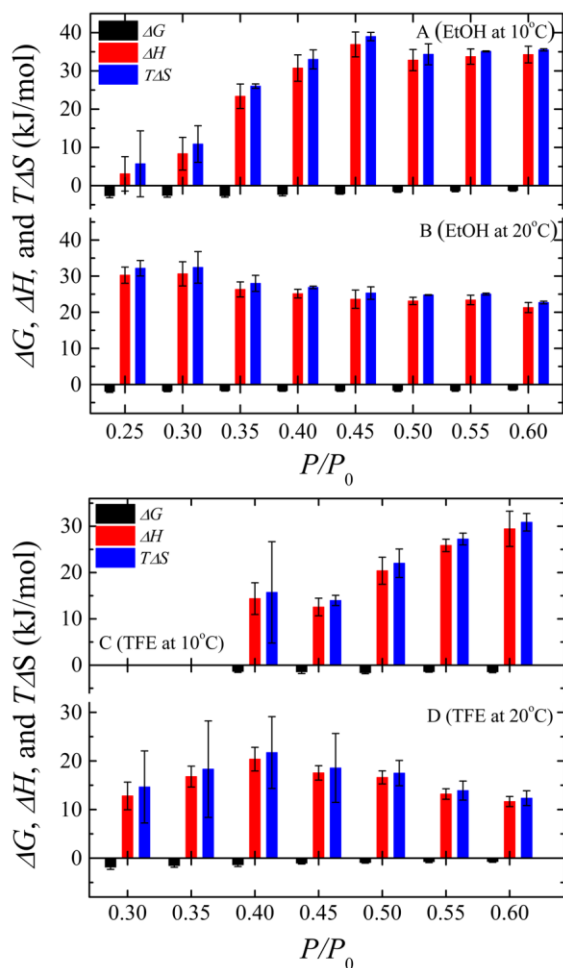 40
A (EtOH at 10°C)
ΔG
ΔH
TΔS
30
20
10
0
B (EtOH at 20°C)
30
20
10
0
ΔG, ΔH, and TΔS (kJ/mol)
0.25 0.30 0.35 0.40 0.45 0.50 0.55 0.60
P/P₀
ΔG
ΔH
TΔS
30
20
10
C (TFE at 10°C)
0
D (TFE at 20°C)
30
20
10
0
ΔG, ΔH, and TΔS (kJ/mol)
0.30 0.35 0.40 0.45 0.50 0.55 0.60
P/P₀